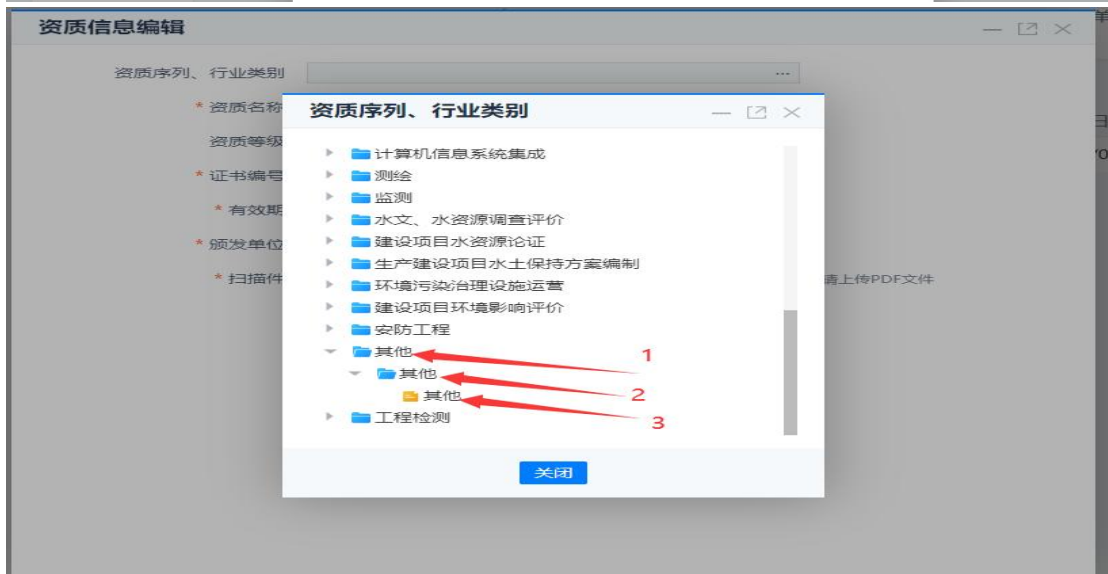 资质信息编辑
资质序列、行业类别
...
* 资质名称
资质序列、行业类别
资质等级
计算机信息系统集成
* 证书编号
测绘
监测
* 有效期
水文、水资源调查评价
* 颁发单位
建设项目水资源论证
生产建设项目水土保持方案编制
* 扫描件
请上传PDF文件
环境污染治理设施运营
建设项目环境影响评价
安防工程
其他
1
其他
2
其他
3
工程检测
关闭